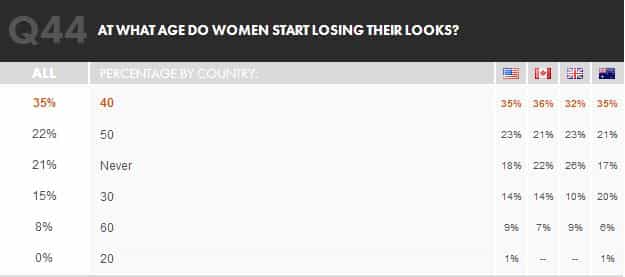 Q44 AT WHAT AGE DO WOMEN START LOSING THEIR LOOKS?
ALL PERCENTAGE BY COUNTRY:
35% 40 35% 36% 32% 35%
22% 50 23% 21% 23% 21%
21% Never 18% 22% 26% 17%
15% 30 14% 14% 10% 20%
8% 60 9% 7% 9% 6%
0% 20 1% -- -- 1%